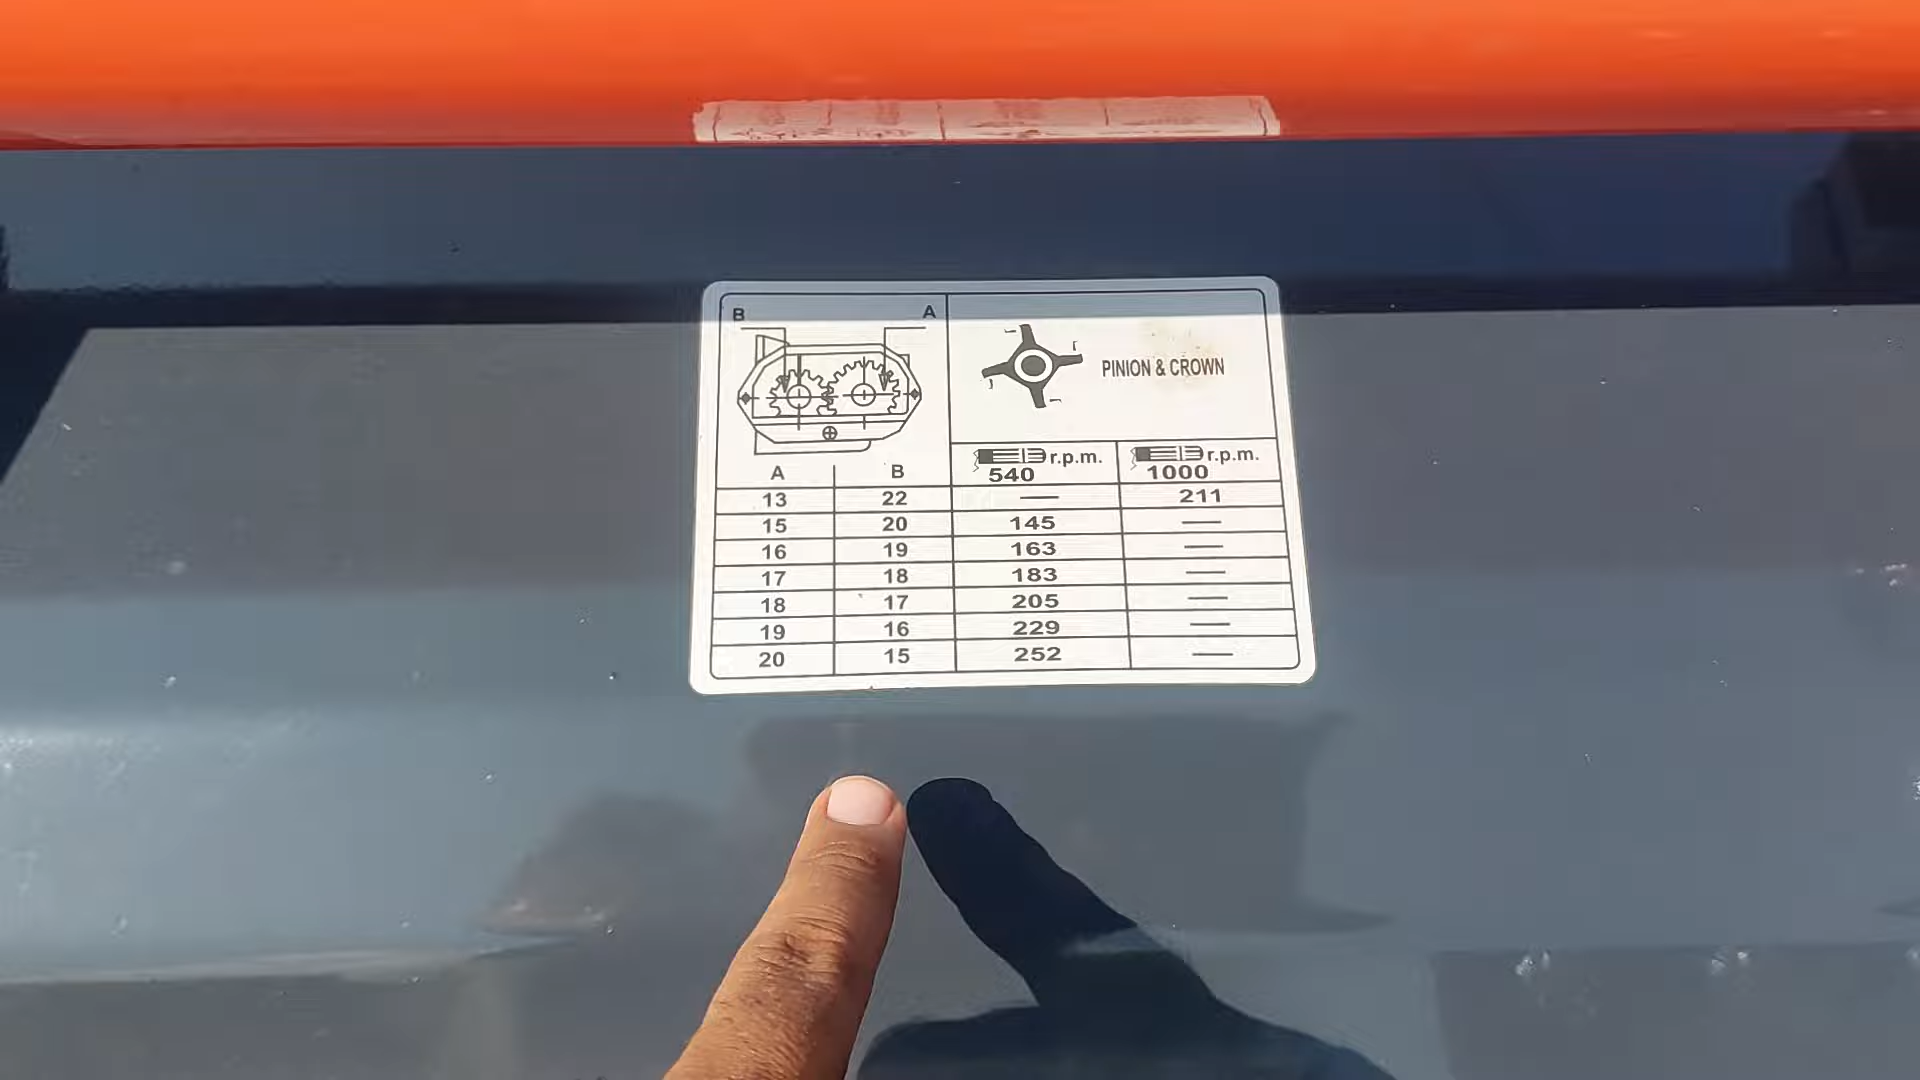 B A
PINION & CROWN
A B r.p.m. 540 r.p.m. 1000
13 22 — 211
15 20 145 —
16 19 163 —
17 18 183 —
18 17 205 —
19 16 229 —
20 15 252 —